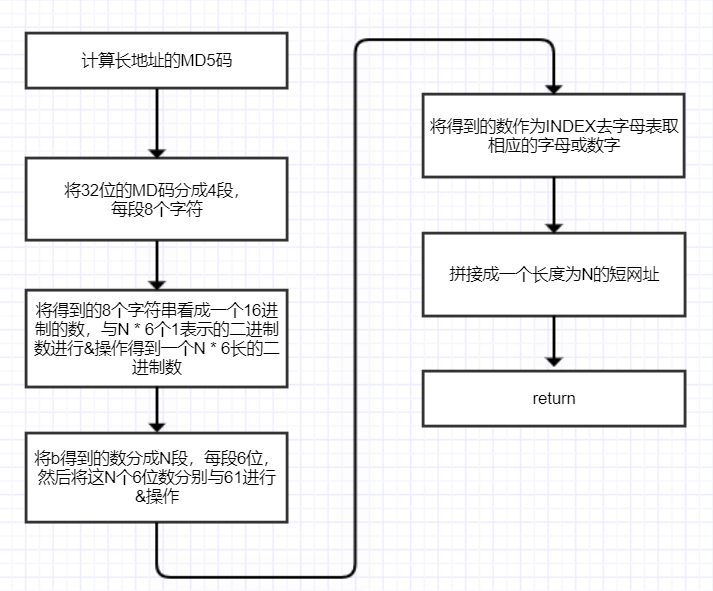 计算长地址的MD5码
将32位的MD码分成4段，
每段8个字符
将得到的8个字符串看成一个16进
制的数，与N * 6个1表示的二进制
数进行&操作得到一个N * 6长的二
进制数
将b得到的数分成N段，每段6位，
然后将这N个6位数分别与61进行
&操作
将得到的数作为INDEX去字母表取
相应的字母或数字
拼接成一个长度为N的短网址
return